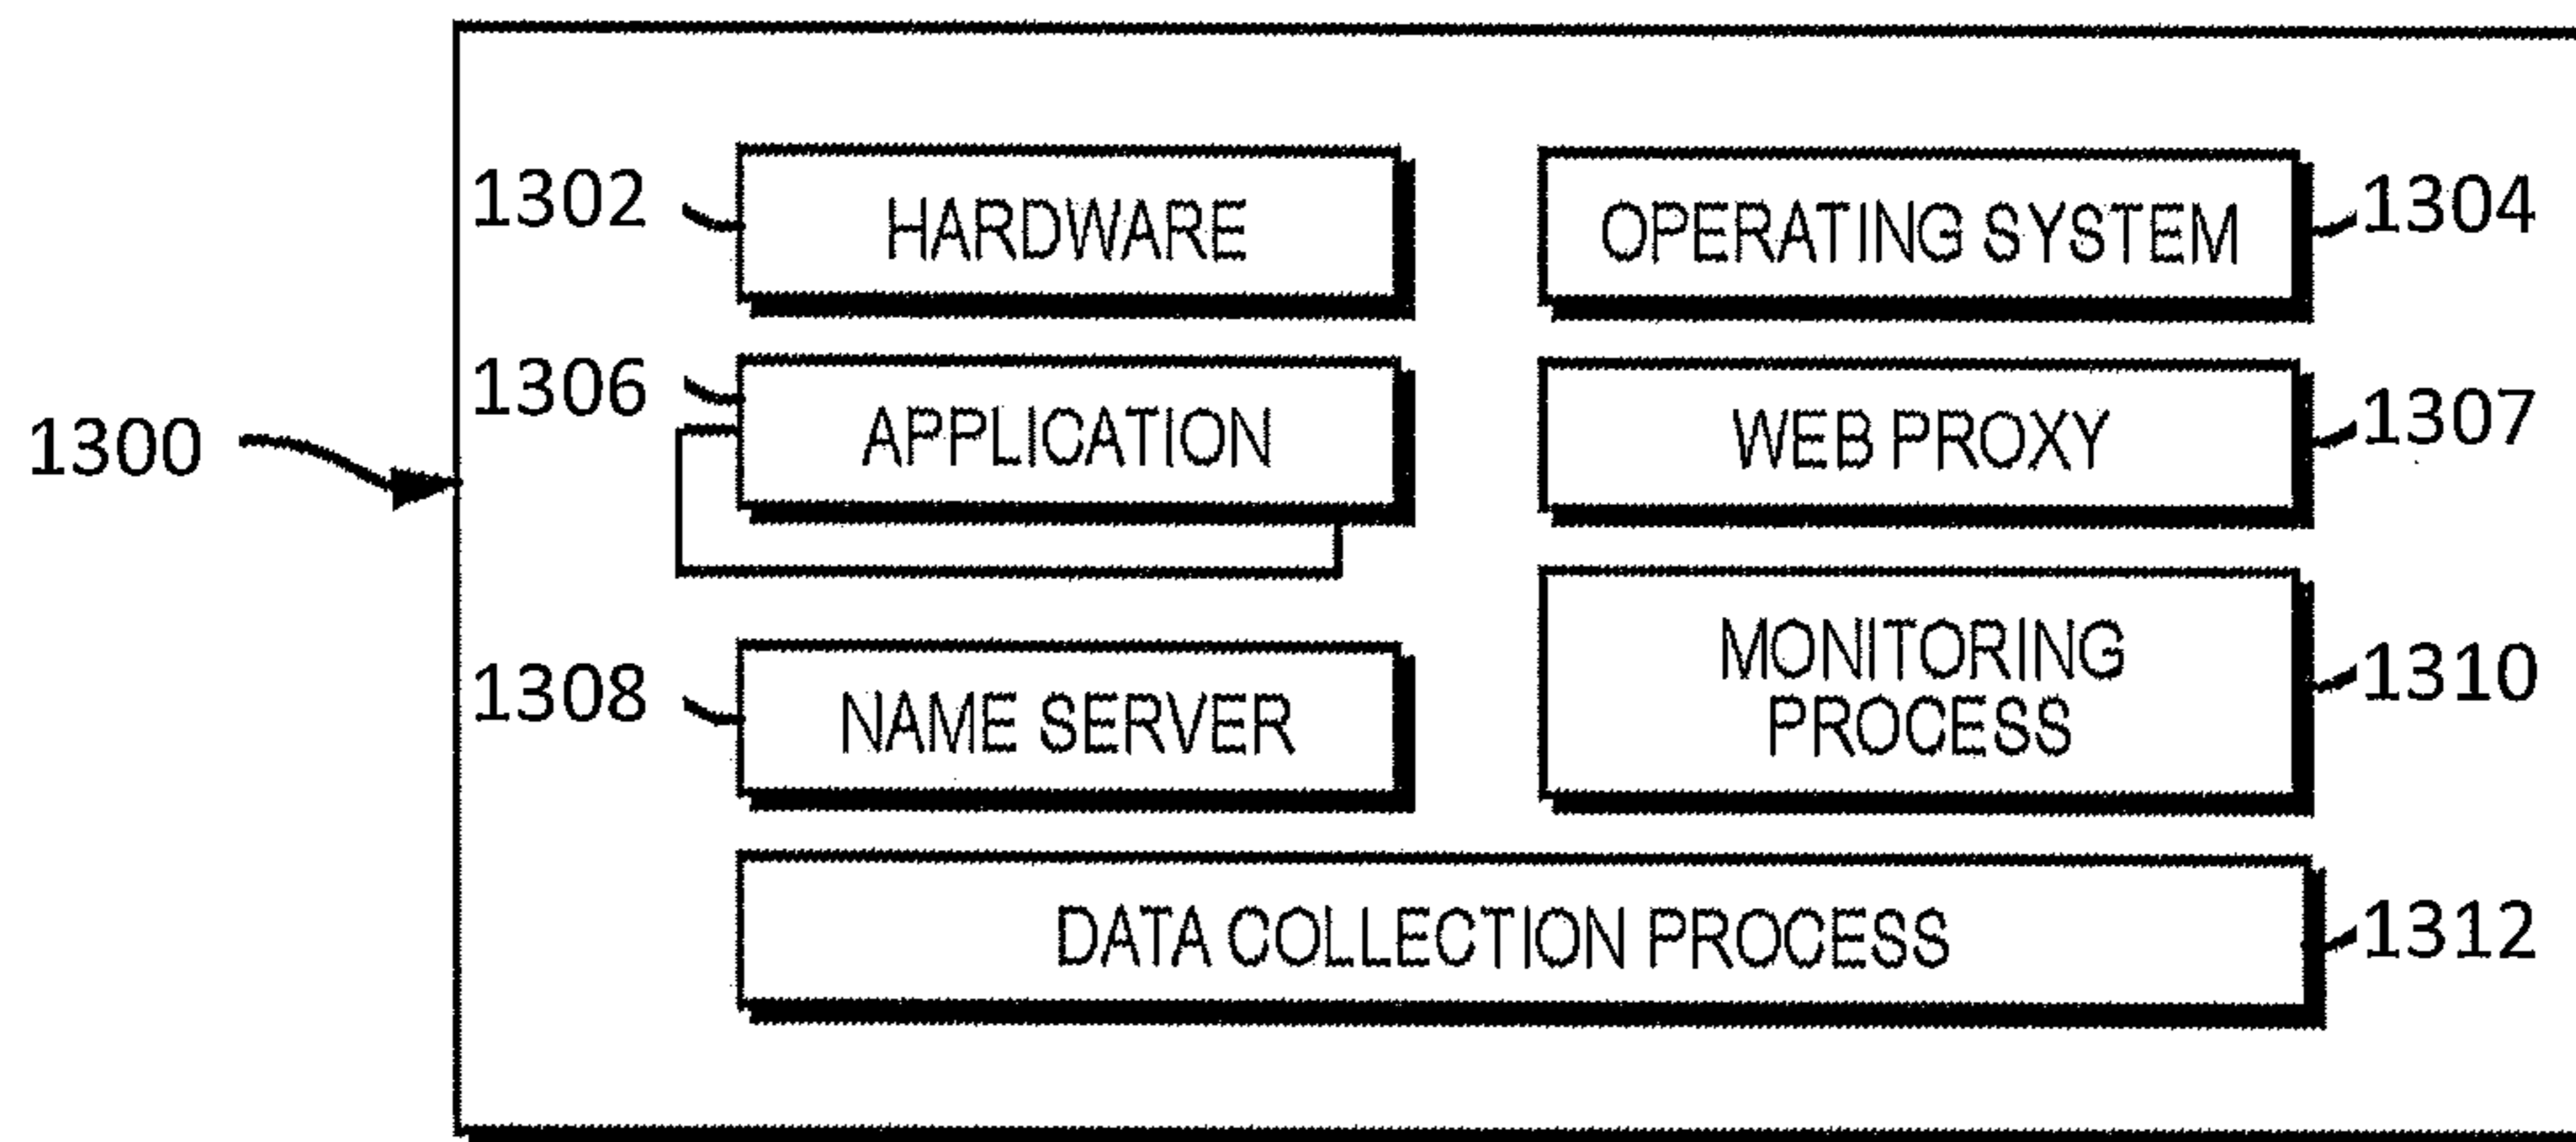 1302
HARDWARE
OPERATING SYSTEM
1304
1306
APPLICATION
WEB PROXY
1307
1300
1308
NAME SERVER
MONITORING
PROCESS
1310
DATA COLLECTION PROCESS
1312